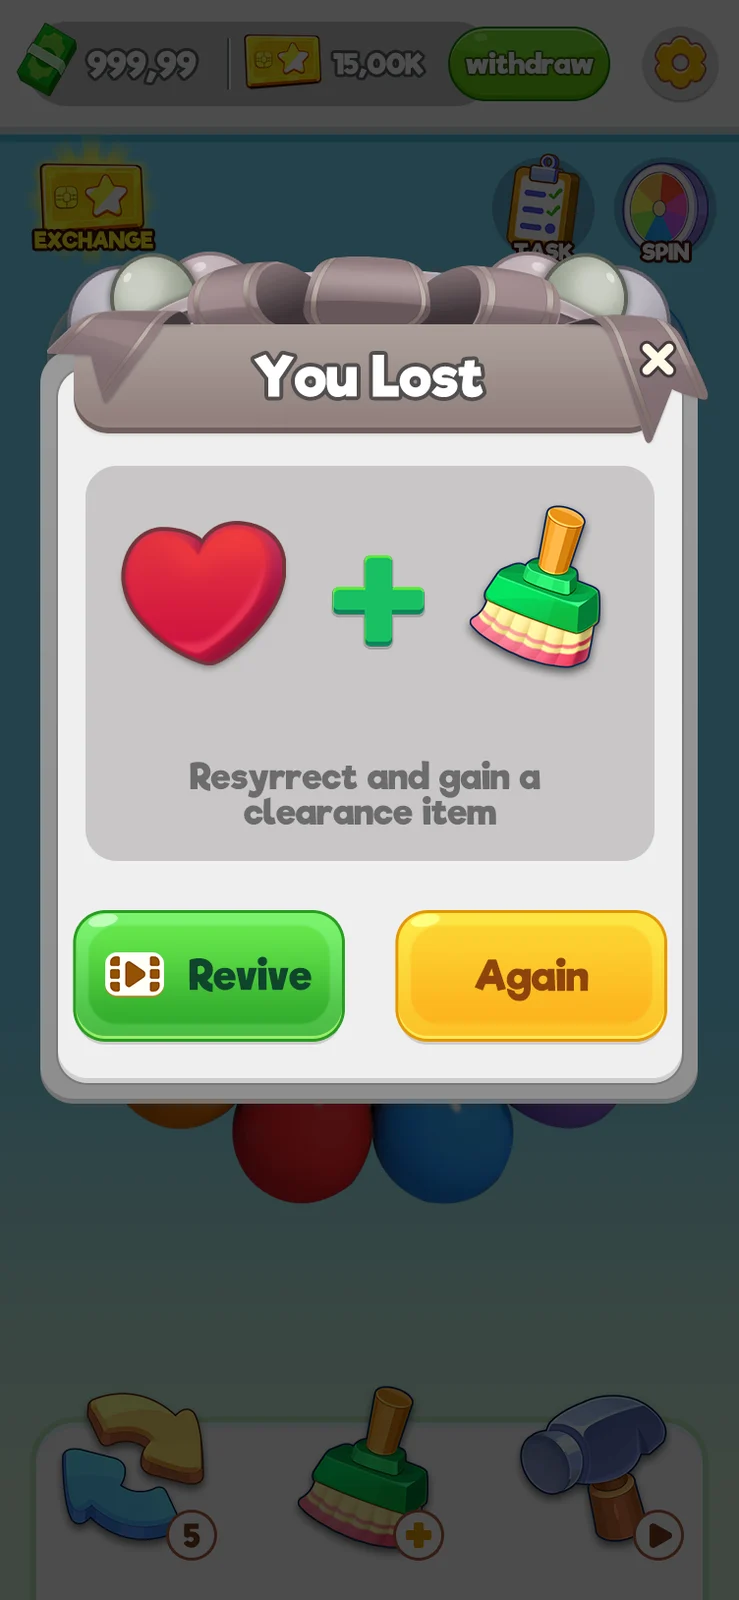 999,99
15,00K
withdraw
EXCHANGE
TASK
SPIN
You Lost
Resyrrect and gain a
clearance item
Revive
Again
5